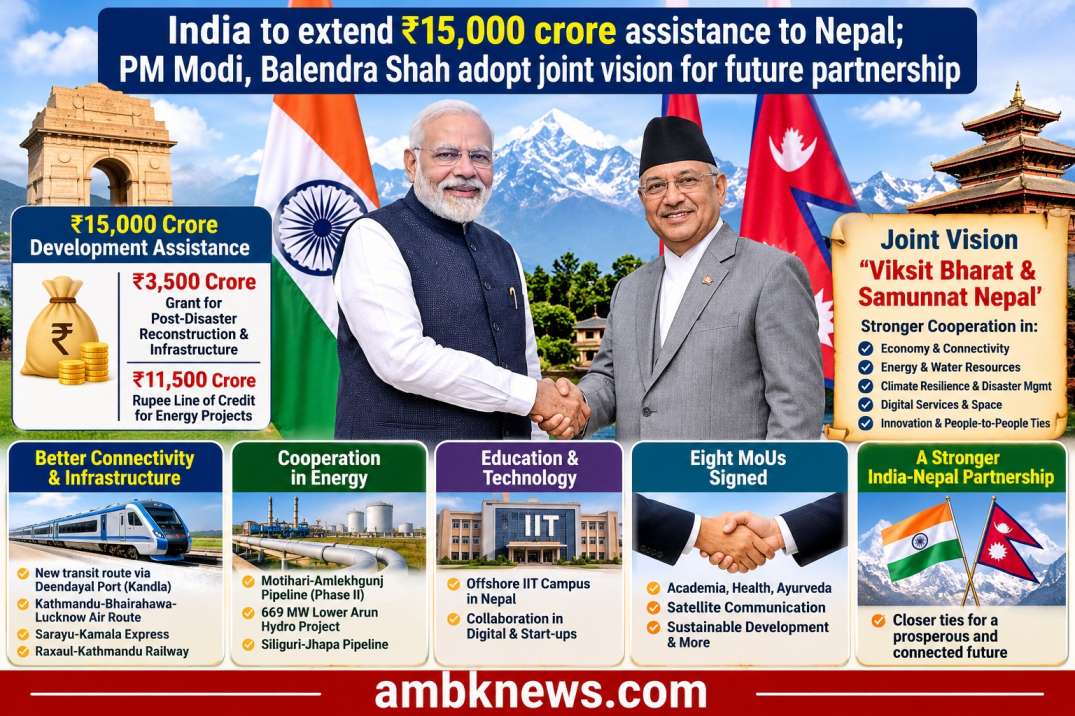 India to extend ₹15,000 crore assistance to Nepal;
PM Modi, Balendra Shah adopt joint vision for future partnership
₹15,000 Crore
Development Assistance
₹
₹3,500 Crore
Grant for
Post-Disaster
Reconstruction &
Infrastructure
₹11,500 Crore
Rupee Line of Credit
for Energy Projects
Joint Vision
“Viksit Bharat &
Samunnat Nepal’
Stronger Cooperation in:
Economy & Connectivity
Energy & Water Resources
Climate Resilience & Disaster Mgmt
Digital Services & Space
Innovation & People-to-People Ties
Better Connectivity
& Infrastructure
New transit route via
Deendayal Port (Kandla)
Kathmandu-Bhairahawa-
Lucknow Air Route
Sarayu-Kamala Express
Raxaul-Kathmandu Railway
Cooperation
in Energy
Motihari-Amlekhgunj
Pipeline (Phase II)
669 MW Lower Arun
Hydro Project
Siliguri-Jhapa Pipeline
Education &
Technology
IIT
Offshore IIT Campus
in Nepal
Collaboration in
Digital & Start-ups
Eight MoUs
Signed
Academia, Health, Ayurveda
Satellite Communication
Sustainable Development
& More
A Stronger
India-Nepal Partnership
Closer ties for a
prosperous and
connected future
ambknews.com